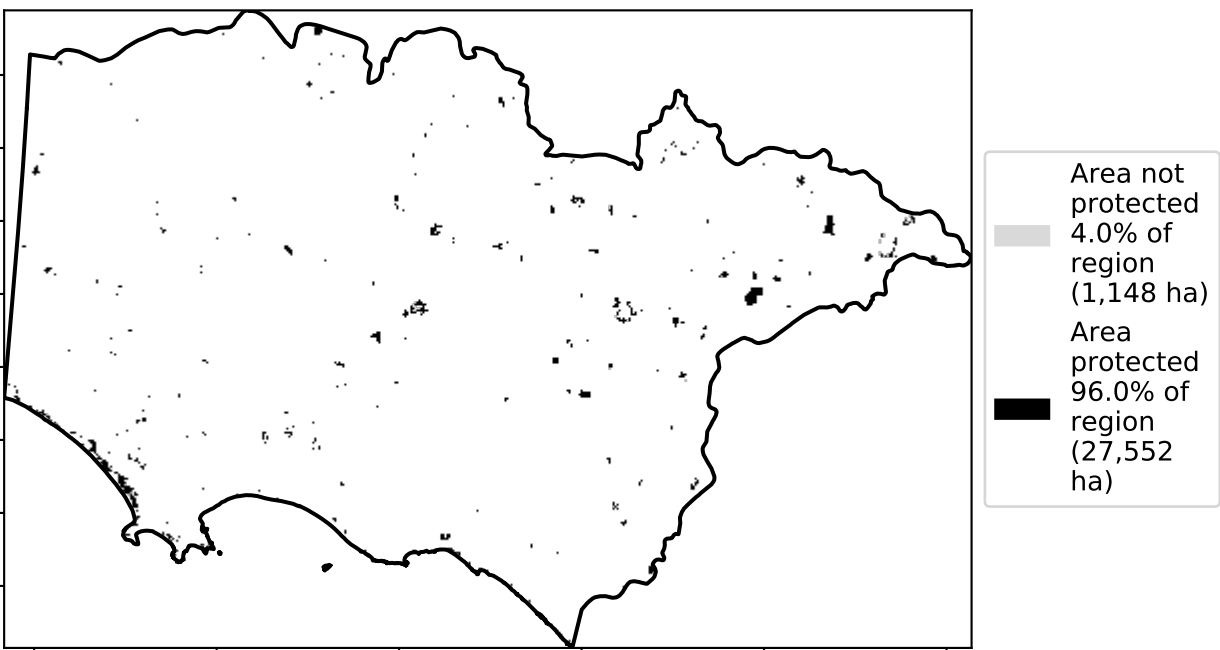 Area not
protected
4.0% of
region
(1,148 ha)
Area
protected
96.0% of
region
(27,552
ha)